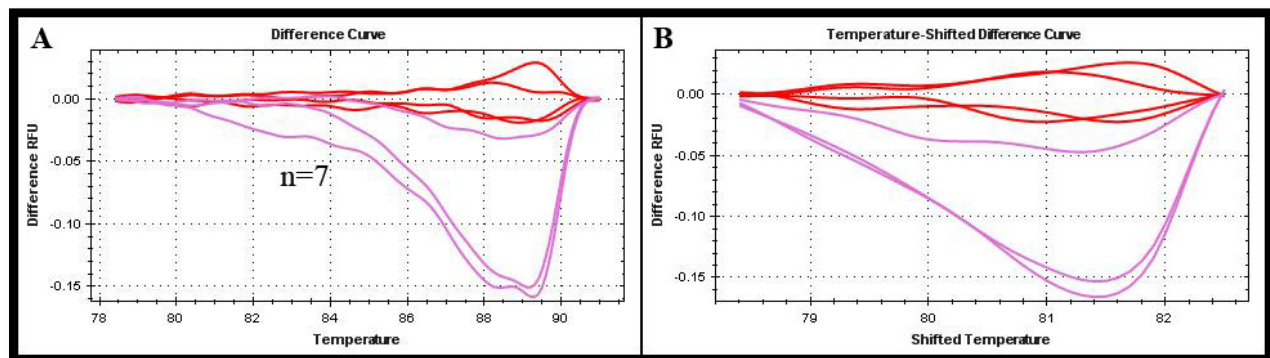 A
Difference Curve
Difference RFU
0.00
-0.05
-0.10
-0.15
n=7
78
80
82
84
86
88
90
Temperature
B
Temperature-Shifted Difference Curve
Difference RFU
0.00
-0.05
-0.10
-0.15
79
80
81
82
Shifted Temperature